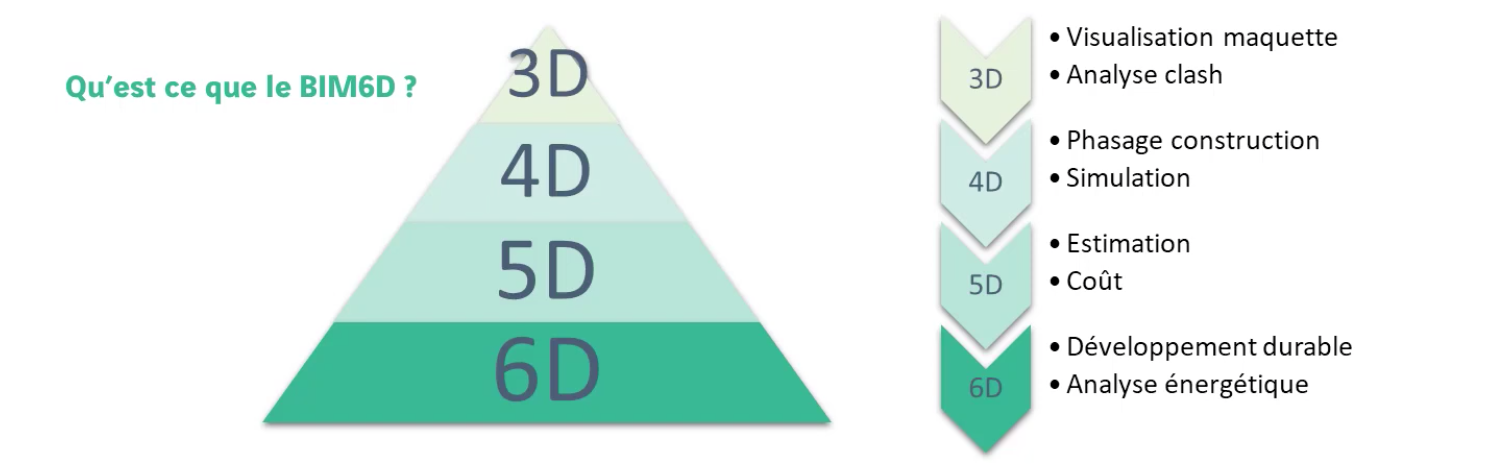 Qu'est ce que le BIM6D ?
3D
4D
5D
6D
3D
• Visualisation maquette
• Analyse clash
4D
• Phasage construction
• Simulation
5D
• Estimation
• Coût
6D
• Développement durable
• Analyse énergétique